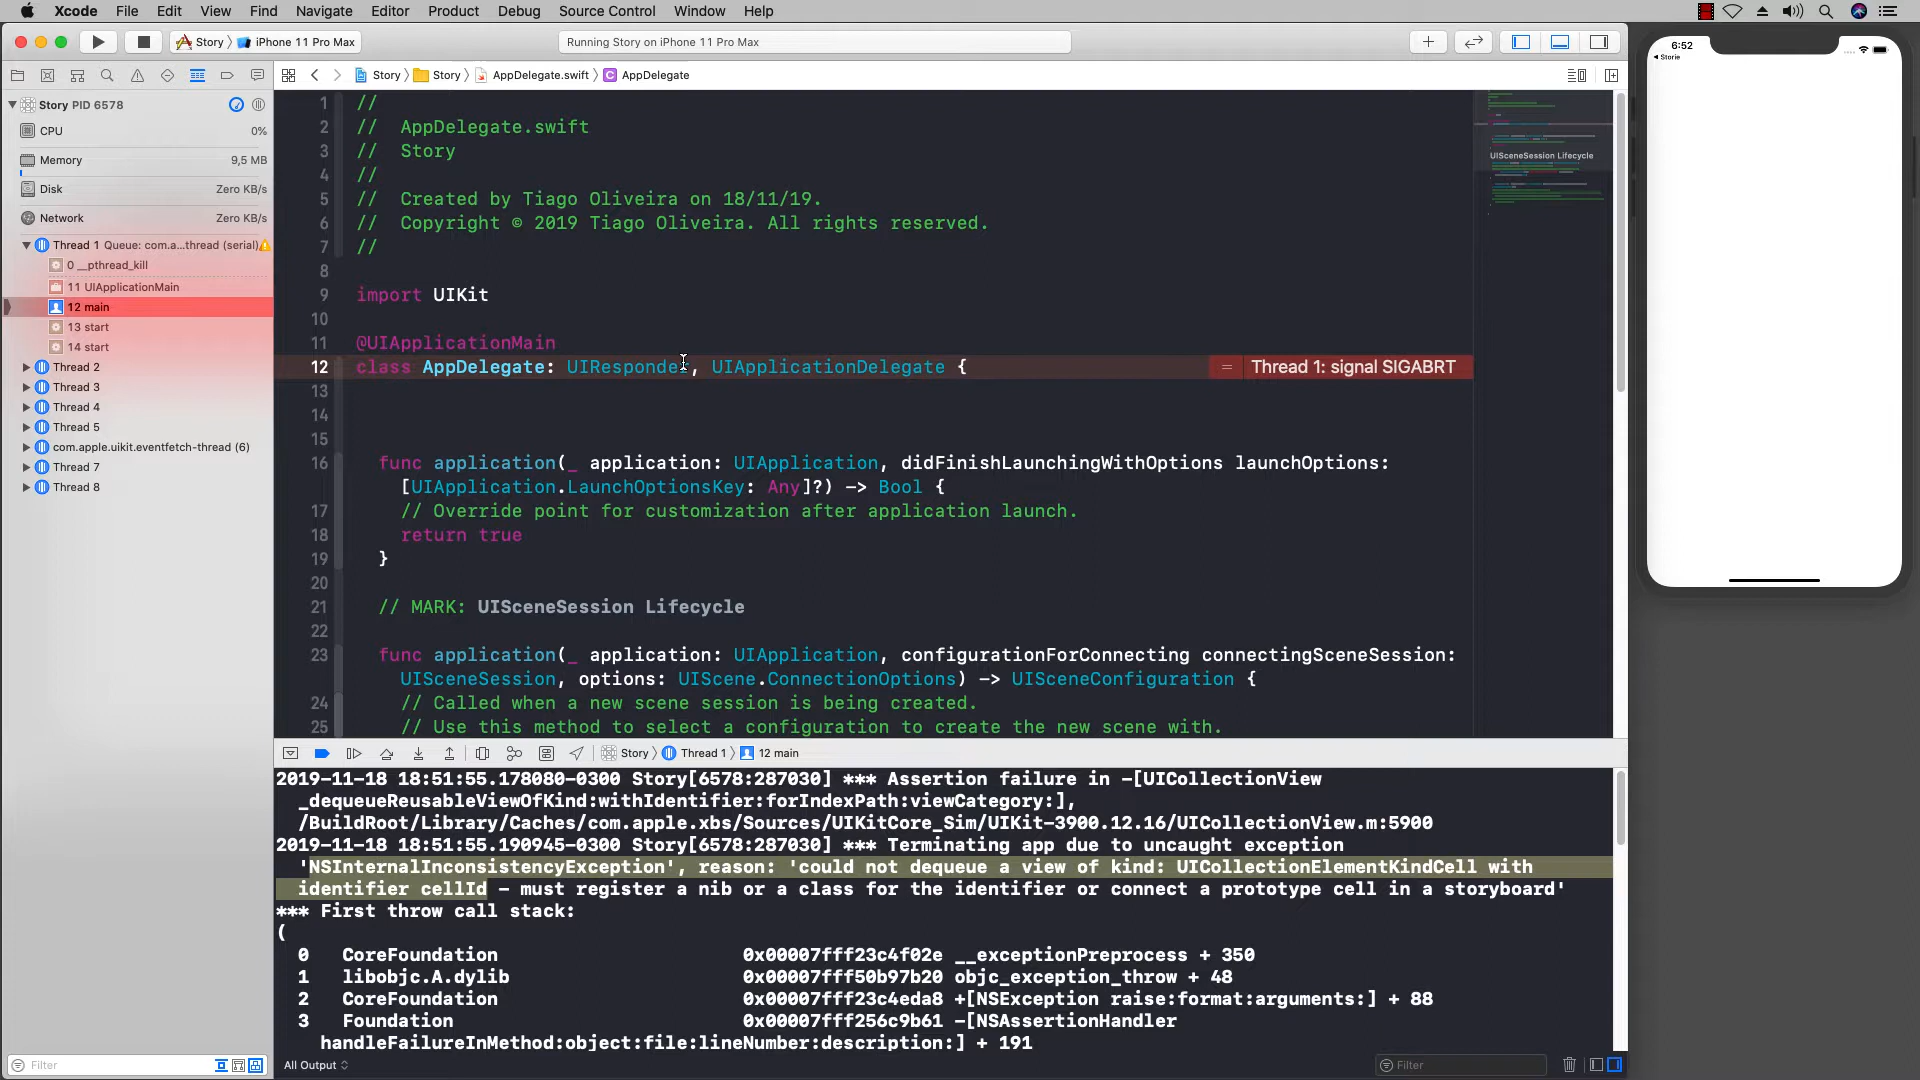 Xcode File Edit View Find Navigate Editor Product Debug Source Control Window Help
Story iPhone 11 Pro Max
Running Story on iPhone 11 Pro Max
Story Story AppDelegate.swift AppDelegate
Story PID 6578
CPU 0%
Memory 9,5 MB
Disk Zero KB/s
Network Zero KB/s
Thread 1 Queue: com.a...thread (serial)
0 __pthread_kill
11 UIApplicationMain
12 main
13 start
14 start
Thread 2
Thread 3
Thread 4
Thread 5
com.apple.uikit.eventfetch-thread (6)
Thread 7
Thread 8
Filter
1 //
2 // AppDelegate.swift
3 // Story
4 //
5 // Created by Tiago Oliveira on 18/11/19.
6 // Copyright © 2019 Tiago Oliveira. All rights reserved.
7 //
8
9 import UIKit
10
11 @UIApplicationMain
12 class AppDelegate: UIResponder, UIApplicationDelegate { = Thread 1: signal SIGABRT
13
14
15
16 func application(_ application: UIApplication, didFinishLaunchingWithOptions launchOptions:
[UIApplication.LaunchOptionsKey: Any]?) -> Bool {
17 // Override point for customization after application launch.
18 return true
19 }
20
21 // MARK: UISceneSession Lifecycle
22
23 func application(_ application: UIApplication, configurationForConnecting connectingSceneSession:
UISceneSession, options: UIScene.ConnectionOptions) -> UISceneConfiguration {
24 // Called when a new scene session is being created.
25 // Use this method to select a configuration to create the new scene with.
UISceneSession Lifecycle
Story Thread 1 12 main
2019-11-18 18:51:55.178080-0300 Story[6578:287030] *** Assertion failure in -[UICollectionView
_dequeueReusableViewOfKind:withIdentifier:forIndexPath:viewCategory:],
/BuildRoot/Library/Caches/com.apple.xbs/Sources/UIKitCore_Sim/UIKit-3900.12.16/UICollectionView.m:5900
2019-11-18 18:51:55.190945-0300 Story[6578:287030] *** Terminating app due to uncaught exception
'NSInternalInconsistencyException', reason: 'could not dequeue a view of kind: UICollectionElementKindCell with
identifier cellId - must register a nib or a class for the identifier or connect a prototype cell in a storyboard'
*** First throw call stack:
(
0 CoreFoundation 0x00007fff23c4f02e __exceptionPreprocess + 350
1 libobjc.A.dylib 0x00007fff50b97b20 objc_exception_throw + 48
2 CoreFoundation 0x00007fff23c4eda8 +[NSException raise:format:arguments:] + 88
3 Foundation 0x00007fff256c9b61 -[NSAssertionHandler
handleFailureInMethod:object:file:lineNumber:description:] + 191
All Output
Filter
6:52
Storie